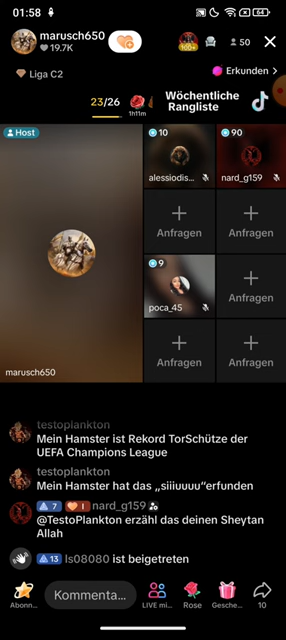 01:58
64
marusch650
19.7K
100+
50
Liga C2
Erkunden >
23/26
1h11m
Wöchentliche
Rangliste
Host
10
alessiodis...
90
nard_g159
Anfragen
Anfragen
9
poca_45
Anfragen
Anfragen
Anfragen
marusch650
testoplankton
Mein Hamster ist Rekord TorSchütze der
UEFA Champions League
testoplankton
Mein Hamster hat das „siiiuuuu“erfunden
7 1 nard_g159
@TestoPlankton erzähl das deinen Sheytan
Allah
13 ls08080 ist beigetreten
Abonn...
Kommenta...
LIVE mi...
Rose
Gesche...
10